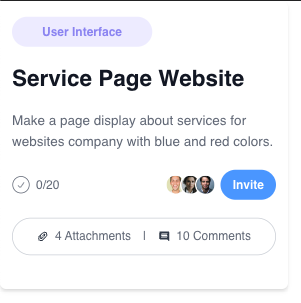 User Interface
Service Page Website
Make a page display about services for
websites company with blue and red colors.
0/20 Invite
4 Attachments | 10 Comments